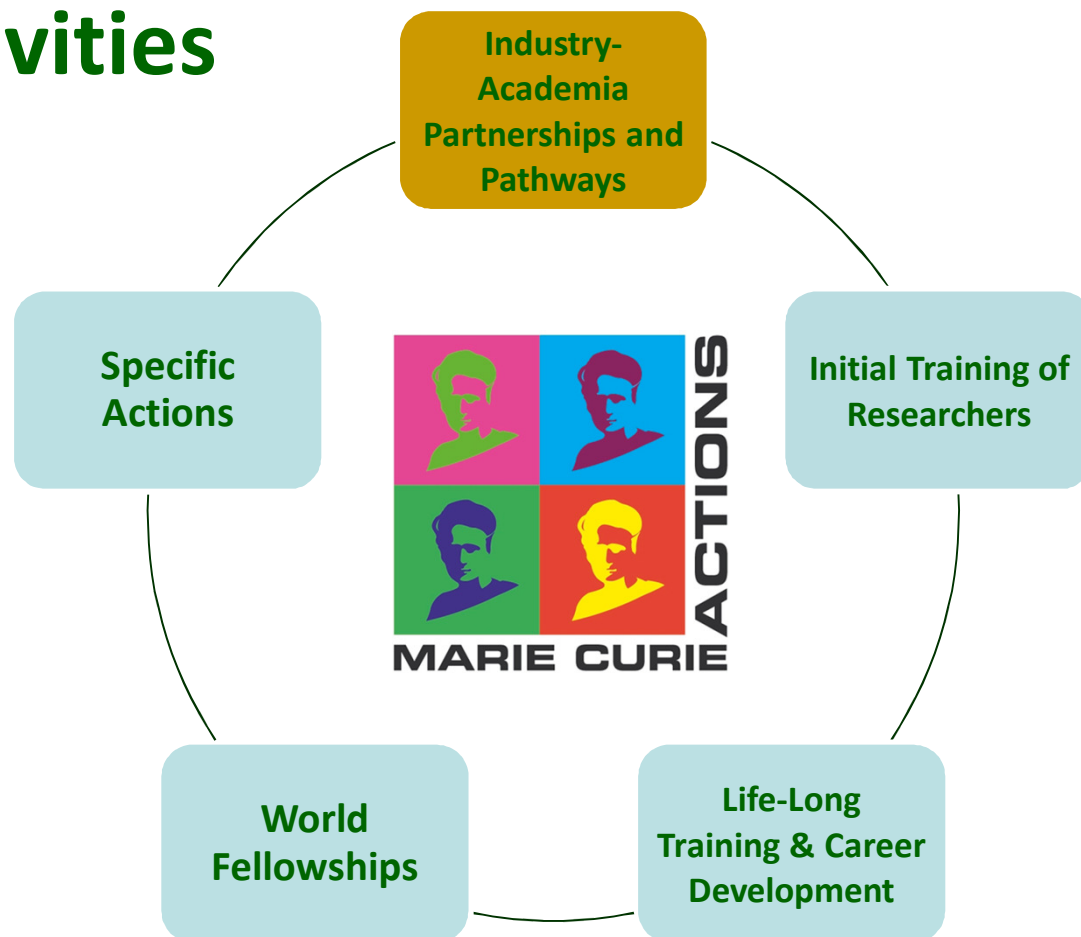 vities
Industry-
Academia
Partnerships and
Pathways
Specific
Actions
Initial Training of
Researchers
ACTIONS
MARIE CURIE
World
Fellowships
Life-Long
Training & Career
Development